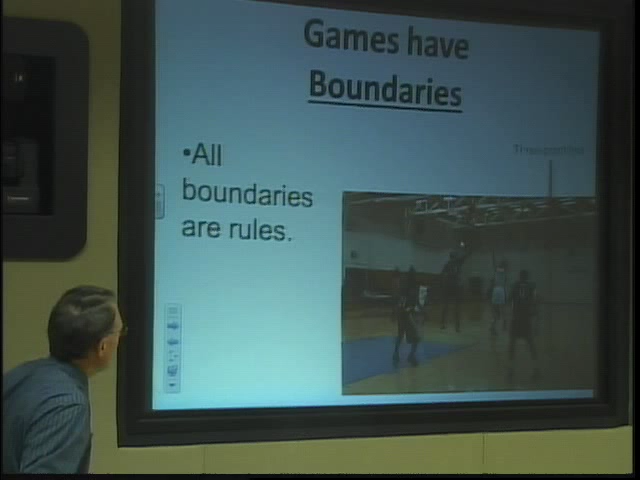 Games have
Boundaries
•All
boundaries
are rules.